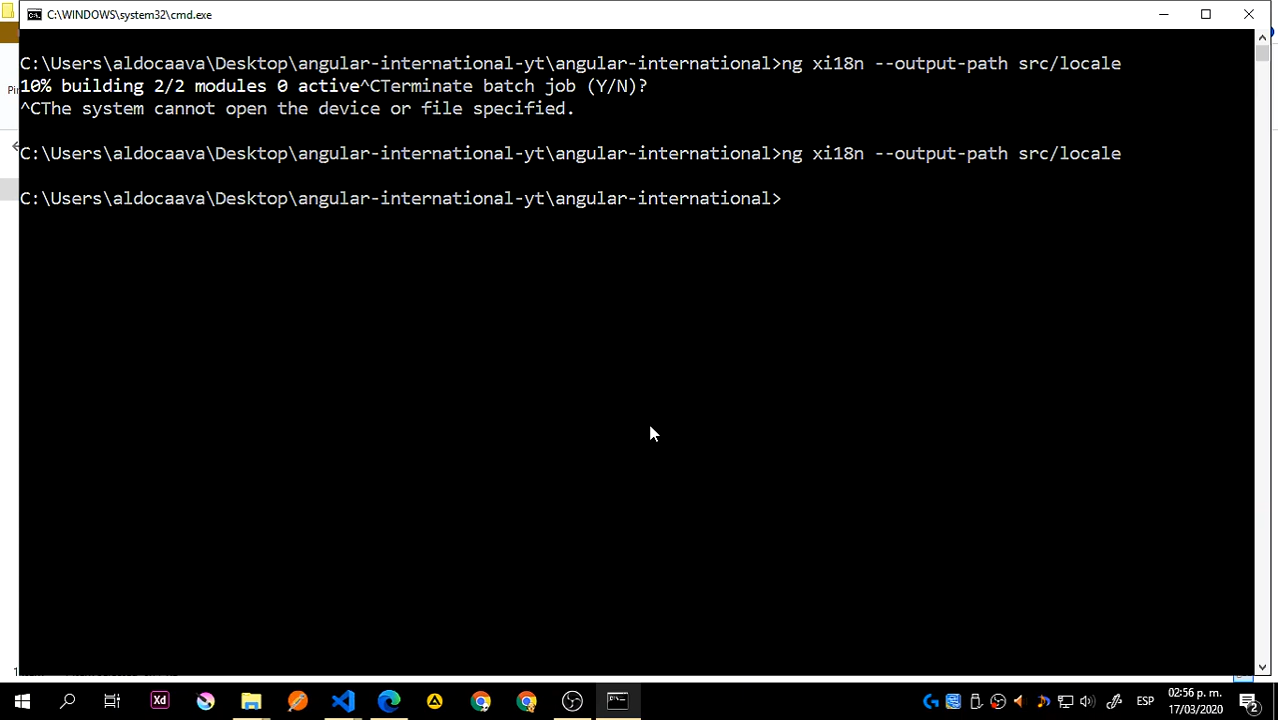 C:\WINDOWS\system32\cmd.exe
C:\Users\aldocaava\Desktop\angular-international-yt\angular-international>ng xi18n --output-path src/locale
10% building 2/2 modules 0 active^CTerminate batch job (Y/N)?
^CThe system cannot open the device or file specified.
C:\Users\aldocaava\Desktop\angular-international-yt\angular-international>ng xi18n --output-path src/locale
C:\Users\aldocaava\Desktop\angular-international-yt\angular-international>
Xd
ESP
02:56 p. m.
17/03/2020
2